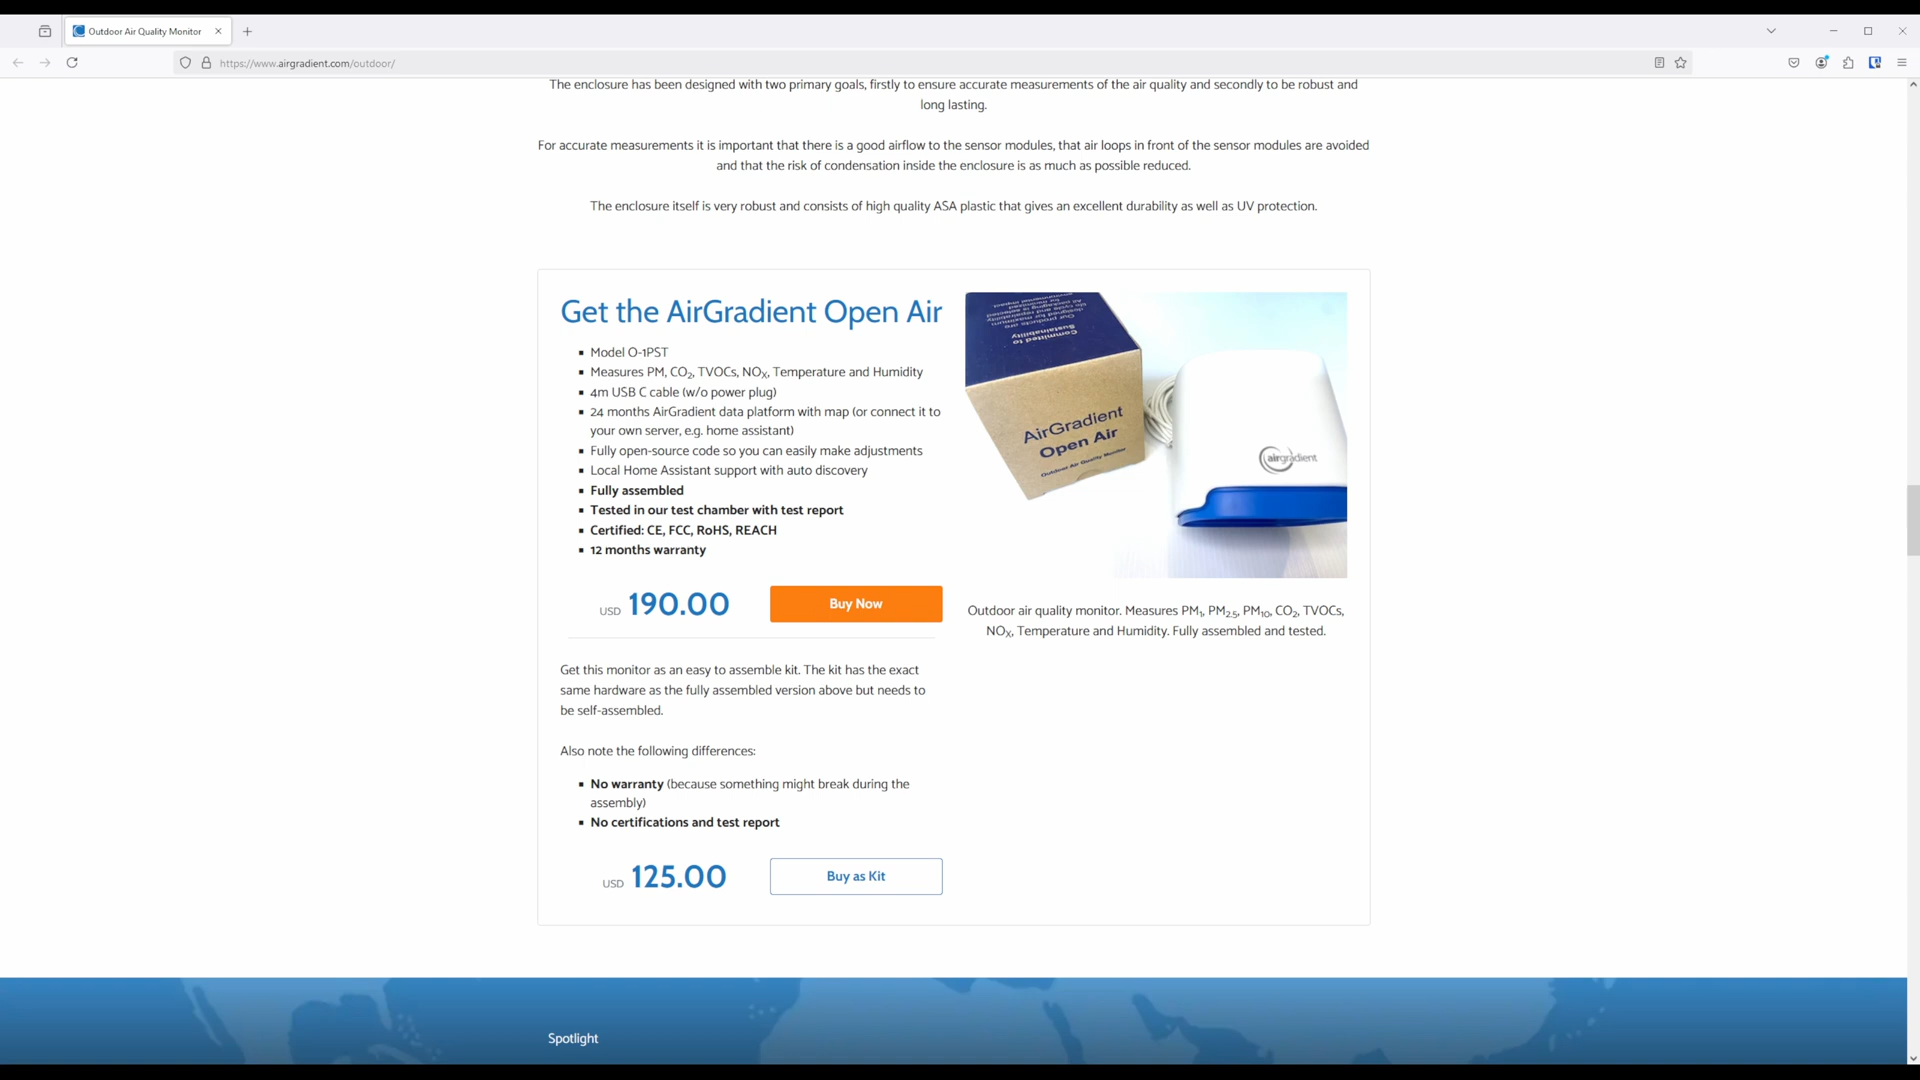 Outdoor Air Quality Monitor
https://www.airgradient.com/outdoor/
The enclosure has been designed with two primary goals, firstly to ensure accurate measurements of the air quality and secondly to be robust and
long lasting.
For accurate measurements it is important that there is a good airflow to the sensor modules, that air loops in front of the sensor modules are avoided
and that the risk of condensation inside the enclosure is as much as possible reduced.
The enclosure itself is very robust and consists of high quality ASA plastic that gives an excellent durability as well as UV protection.
Get the AirGradient Open Air
Model O-1PST
Measures PM, CO₂, TVOCs, NOₓ, Temperature and Humidity
4m USB C cable (w/o power plug)
24 months AirGradient data platform with map (or connect it to
your own server, e.g. home assistant)
Fully open-source code so you can easily make adjustments
Local Home Assistant support with auto discovery
Fully assembled
Tested in our test chamber with test report
Certified: CE, FCC, RoHS, REACH
12 months warranty
USD 190.00
Buy Now
Get this monitor as an easy to assemble kit. The kit has the exact
same hardware as the fully assembled version above but needs to
be self-assembled.
Also note the following differences:
No warranty (because something might break during the
assembly)
No certifications and test report
USD 125.00
Buy as Kit
Committed to
Sustainability
Our products are
designed and
for maximum
AirGradient
Open Air
Outdoor Air Quality Monitor
airgradient
Outdoor air quality monitor. Measures PM₁, PM₂.₅, PM₁₀, CO₂, TVOCs,
NOₓ, Temperature and Humidity. Fully assembled and tested.
Spotlight